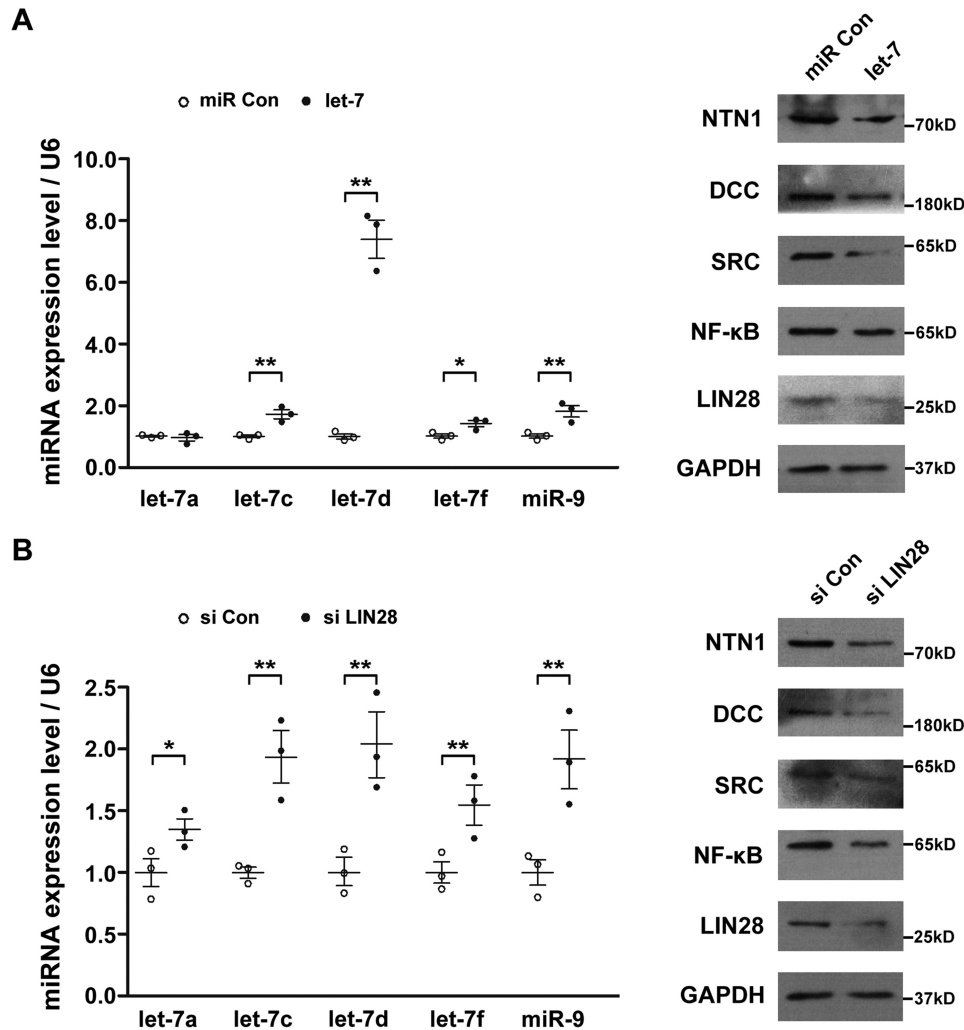 A
miR Con let-7
miRNA expression level / U6
10.0
8.0
6.0
4.0
2.0
0.0
** ** * **
let-7a let-7c let-7d let-7f miR-9
miR Con let-7
NTN1 70kD
DCC 180kD
SRC 65kD
NF-κB 65kD
LIN28 25kD
GAPDH 37kD
B
si Con si LIN28
miRNA expression level / U6
2.5
2.0
1.5
1.0
0.5
0.0
* ** ** ** **
let-7a let-7c let-7d let-7f miR-9
si Con si LIN28
NTN1 70kD
DCC 180kD
SRC 65kD
NF-κB 65kD
LIN28 25kD
GAPDH 37kD